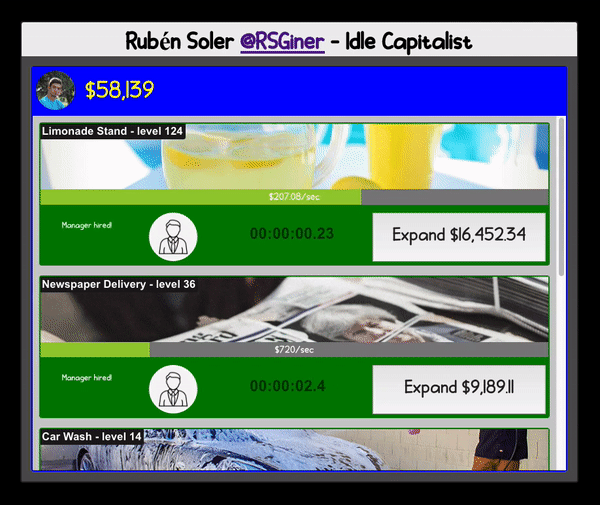 Rubén Soler @RSGiner - Idle Capitalist
$58,139
Limonade Stand - level 124
$207.08/sec
Manager hired!
00:00:00.23
Expand $16,452.34
Newspaper Delivery - level 36
$720/sec
Manager hired!
00:00:02.4
Expand $9,189.11
Car Wash - level 14